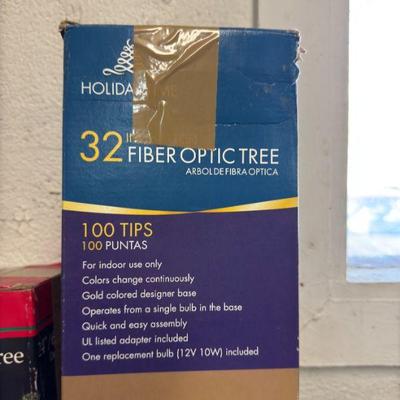 HOLIDA
32
FIBER OPTIC TREE
ARBOL DE FIBRA OPTICA
100 TIPS
100 PUNTAS
For indoor use only
Colors change continuously
Gold colored designer base
Operates from a single bulb in the base
Quick and easy assembly
UL listed adapter included
One replacement bulb (12V 10W) included
ree